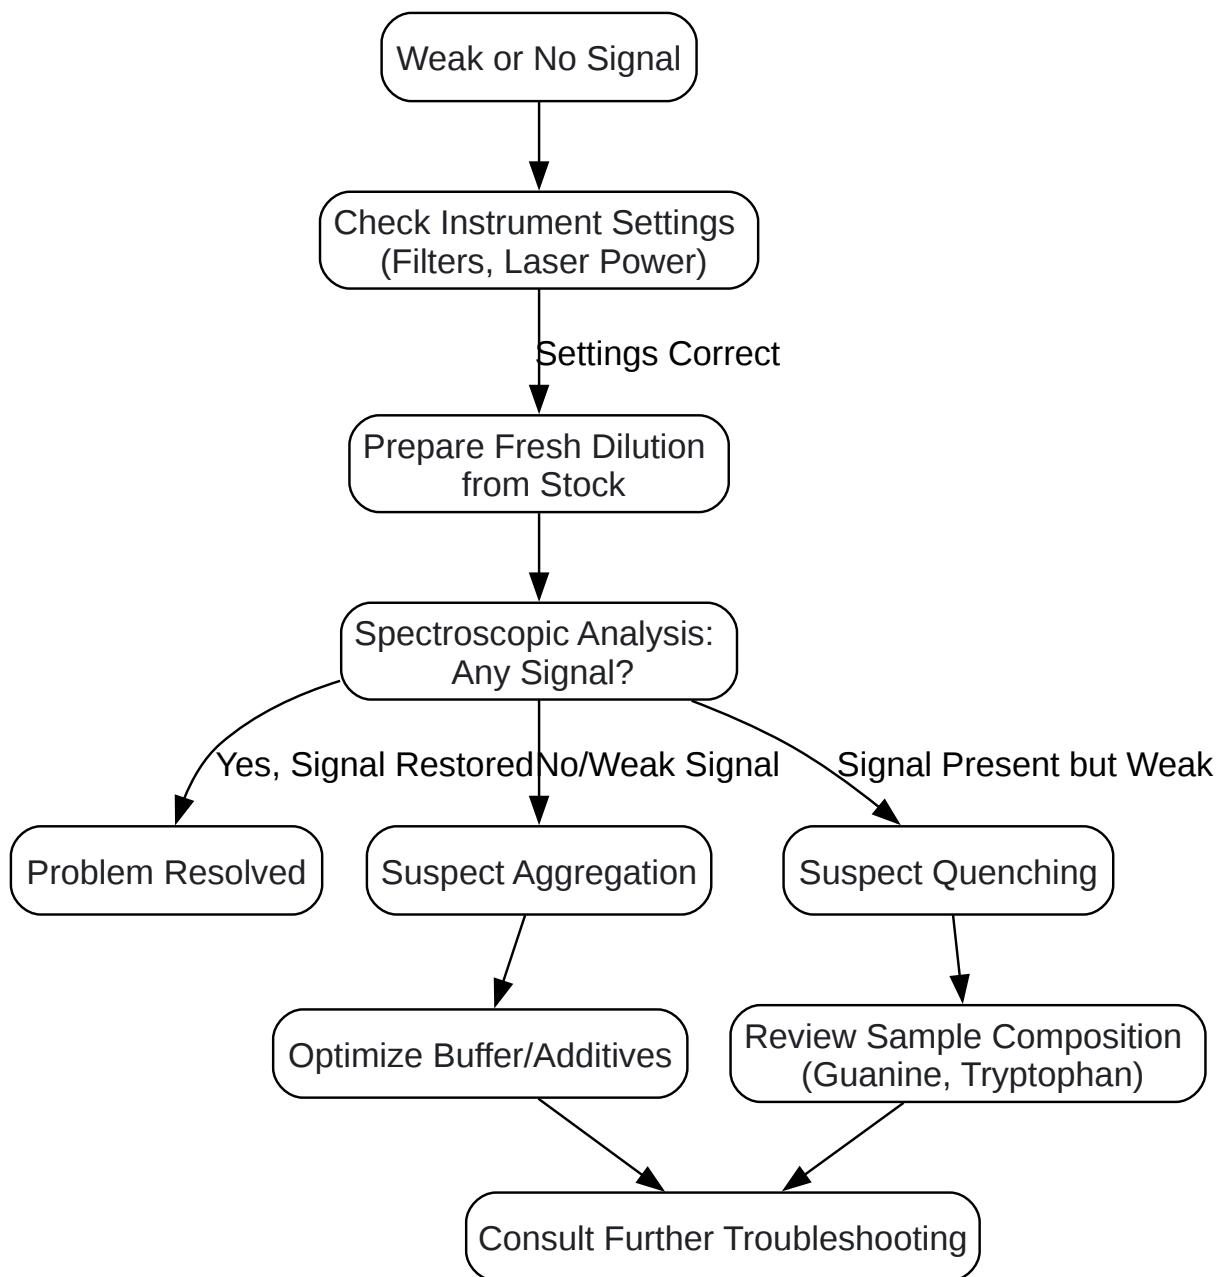 Weak or No Signal
Check Instrument Settings
(Filters, Laser Power)
Settings Correct
Prepare Fresh Dilution
from Stock
Spectroscopic Analysis:
Any Signal?
Yes, Signal Restored
No/Weak Signal
Signal Present but Weak
Problem Resolved
Suspect Aggregation
Suspect Quenching
Optimize Buffer/Additives
Review Sample Composition
(Guanine, Tryptophan)
Consult Further Troubleshooting